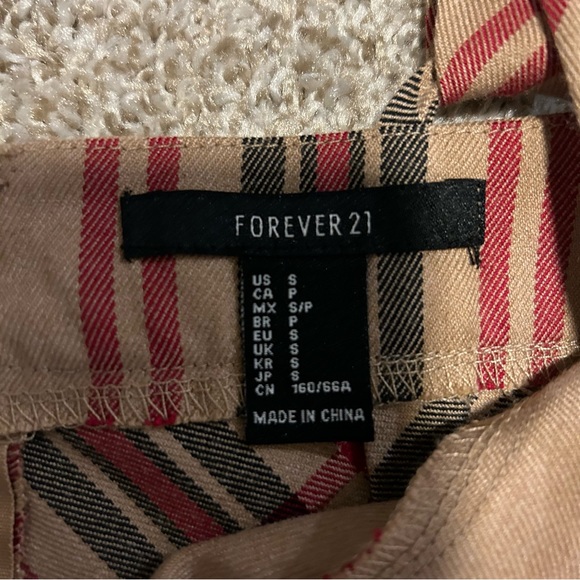 FOREVER 21
US S
CA P
MX S/P
BR P
EU S
UK S
KR S
JP S
CN 160/66A
MADE IN CHINA